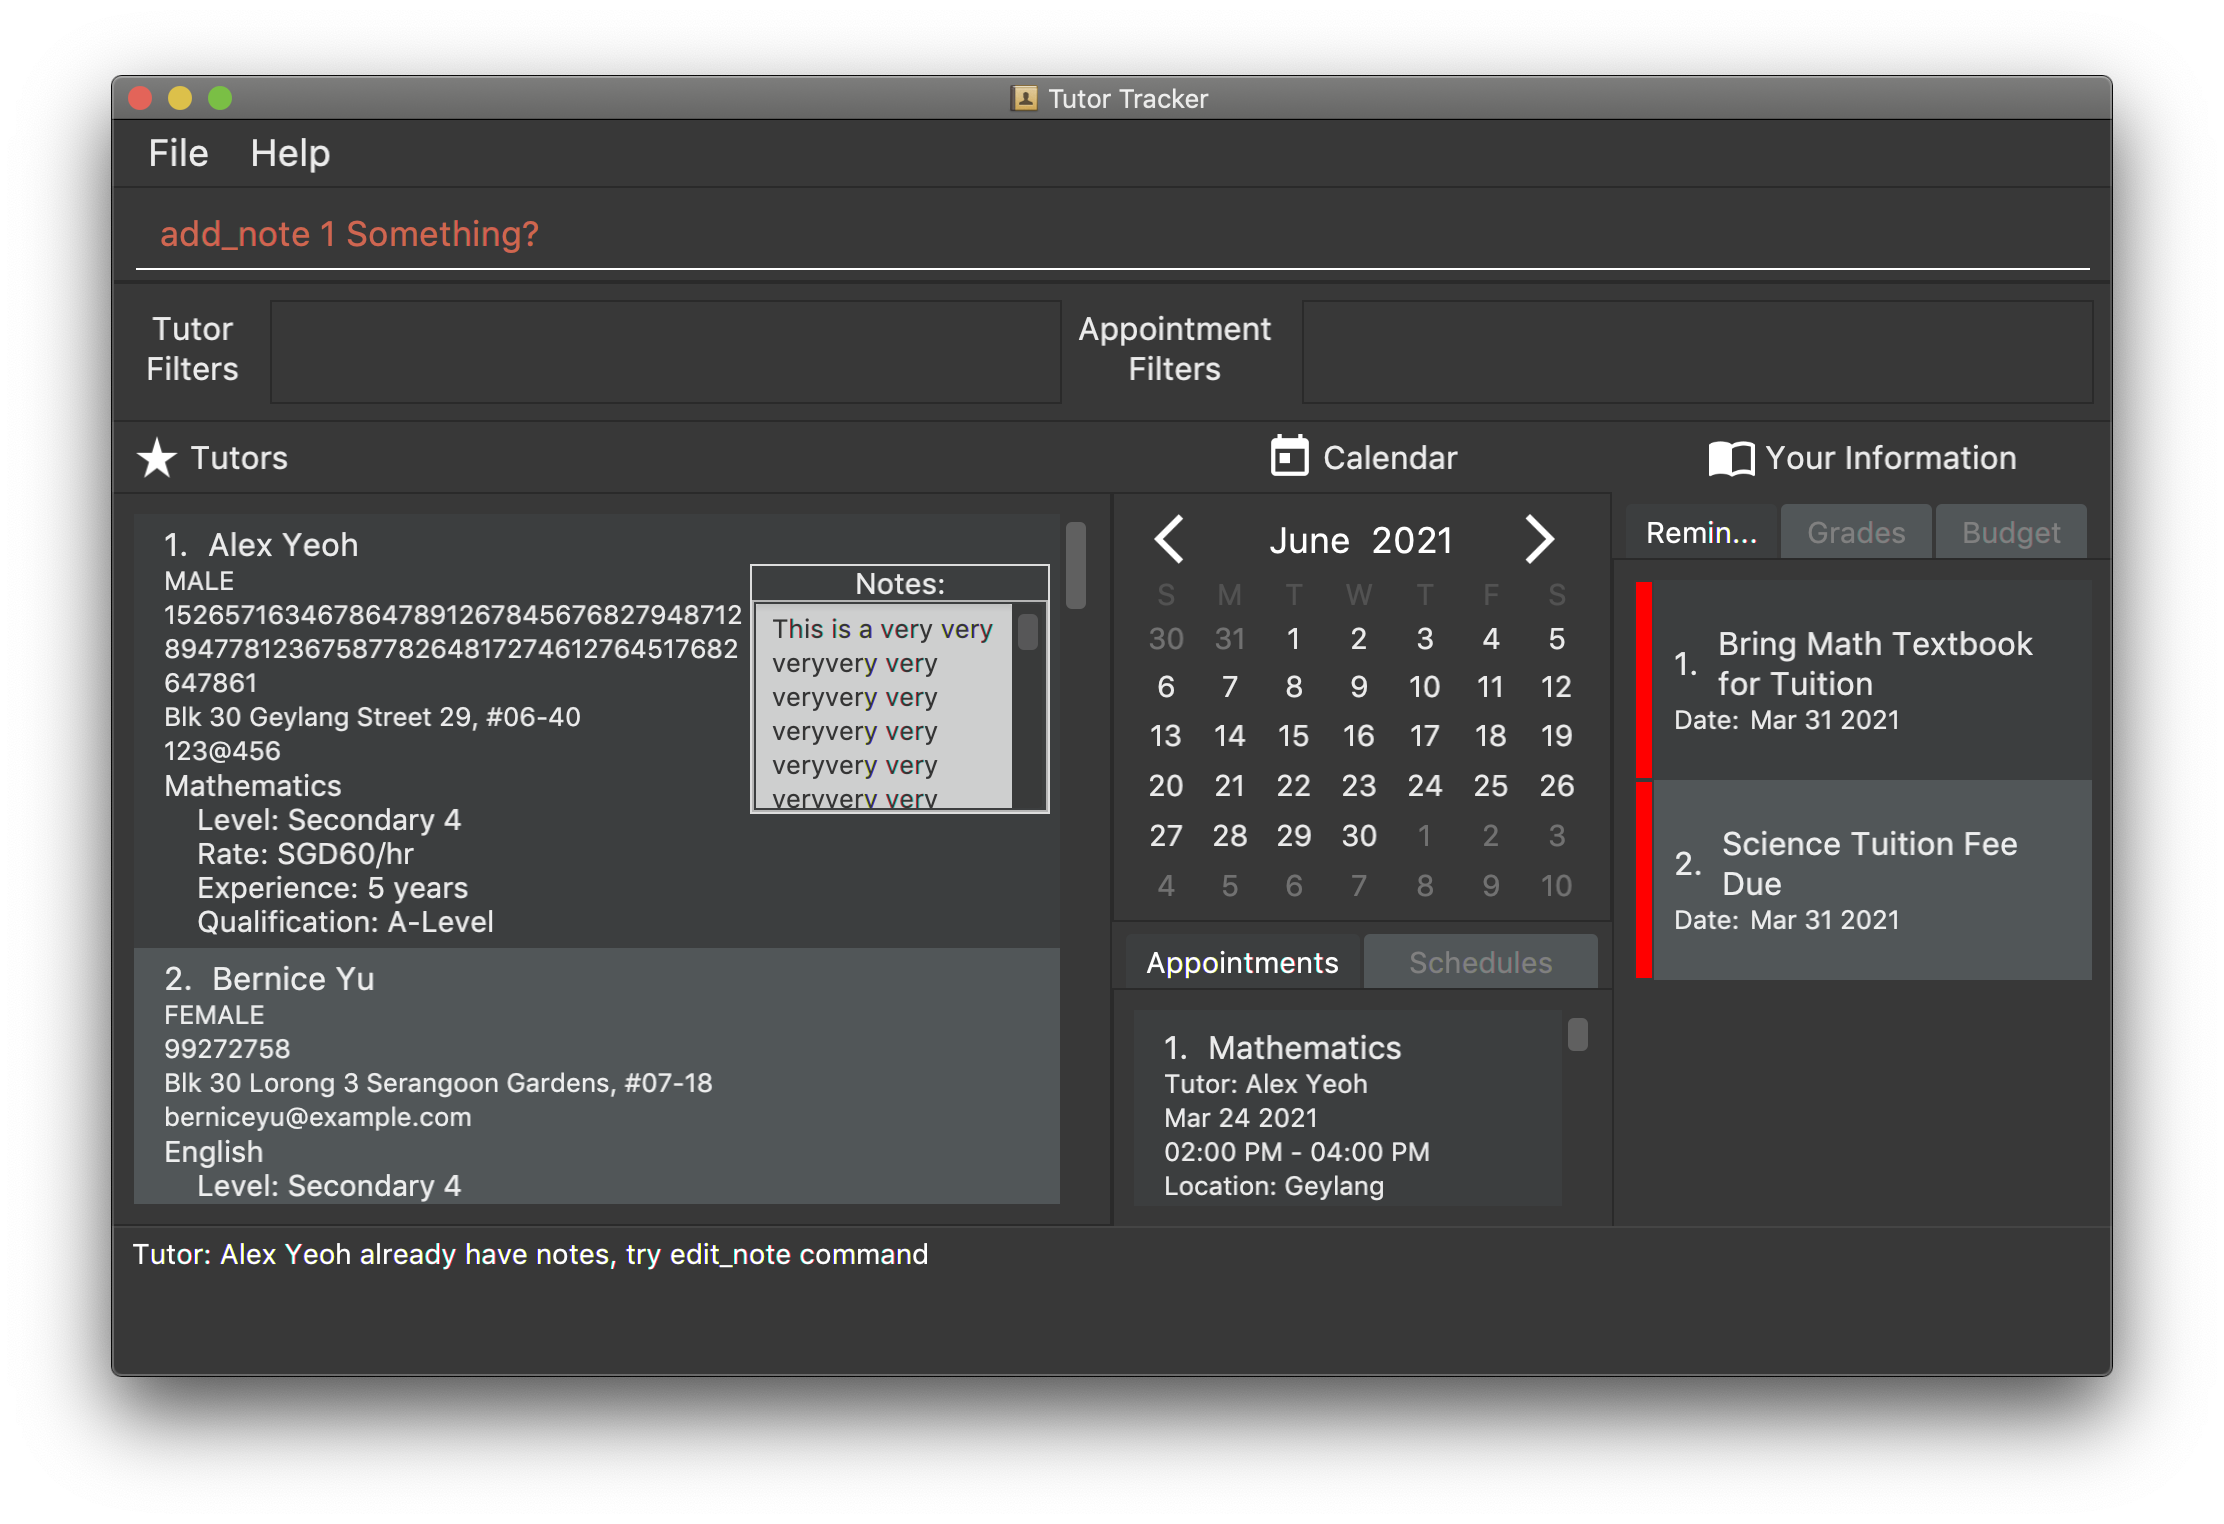 Tutor Tracker
File Help
add_note 1 Something?
Tutor
Filters
Appointment
Filters
Tutors
1. Alex Yeoh
MALE
1526571634678647891267845676827948712
8947781236758778264817274612764517682
647861
Blk 30 Geylang Street 29, #06-40
123@456
Mathematics
Level: Secondary 4
Rate: SGD60/hr
Experience: 5 years
Qualification: A-Level
Notes:
This is a very very
veryvery very
veryvery very
veryvery very
veryvery very
veryvery very
2. Bernice Yu
FEMALE
99272758
Blk 30 Lorong 3 Serangoon Gardens, #07-18
berniceyu@example.com
English
Level: Secondary 4
Calendar
June 2021
S M T W T F S
30 31 1 2 3 4 5
6 7 8 9 10 11 12
13 14 15 16 17 18 19
20 21 22 23 24 25 26
27 28 29 30 1 2 3
4 5 6 7 8 9 10
Appointments Schedules
1. Mathematics
Tutor: Alex Yeoh
Mar 24 2021
02:00 PM - 04:00 PM
Location: Geylang
Your Information
Remin... Grades Budget
1. Bring Math Textbook
for Tuition
Date: Mar 31 2021
2. Science Tuition Fee
Due
Date: Mar 31 2021
Tutor: Alex Yeoh already have notes, try edit_note command